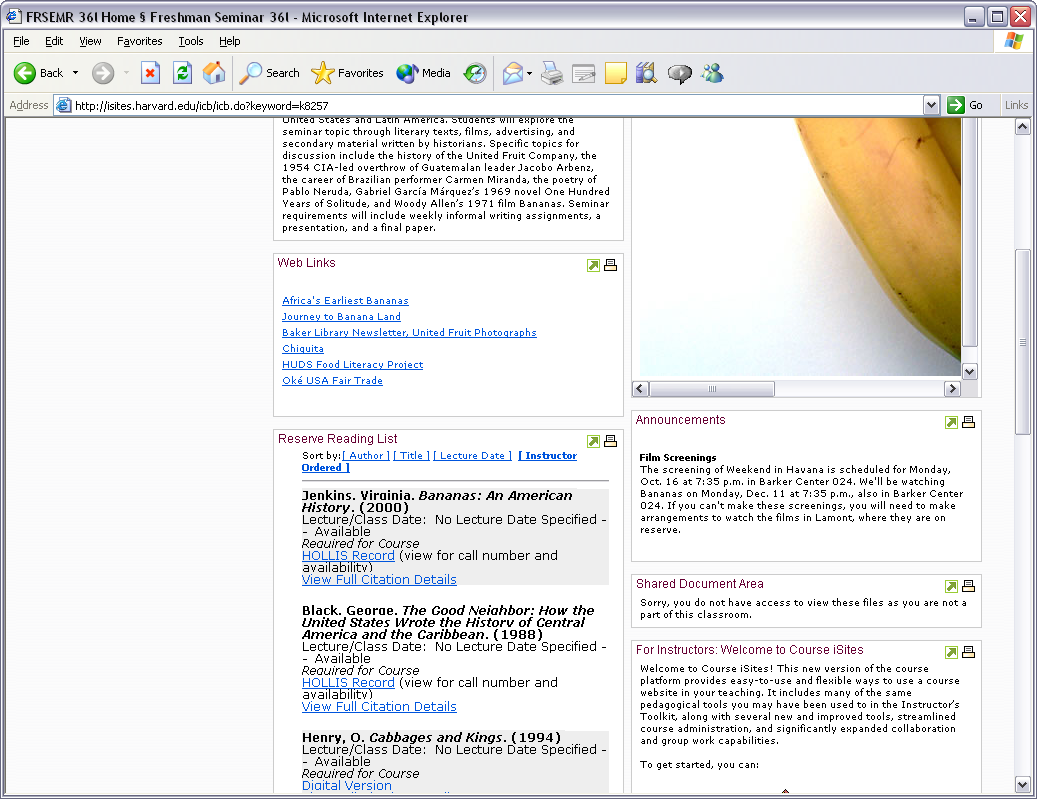 FRSEMR 36l Home § Freshman Seminar 36l - Microsoft Internet Explorer
File Edit View Favorites Tools Help
Back Search Favorites Media
Address http://isites.harvard.edu/icb/icb.do?keyword=k8257 Go Links
United States and Latin America. Students will explore the
seminar topic through literary texts, films, advertising, and
secondary material written by historians. Specific topics for
discussion include the history of the United Fruit Company, the
1954 CIA-led overthrow of Guatemalan leader Jacobo Arbenz,
the career of Brazilian performer Carmen Miranda, the poetry of
Pablo Neruda, Gabriel García Márquez's 1969 novel One Hundred
Years of Solitude, and Woody Allen's 1971 film Bananas. Seminar
requirements will include weekly informal writing assignments, a
presentation, and a final paper.
Web Links
Africa's Earliest Bananas
Journey to Banana Land
Baker Library Newsletter, United Fruit Photographs
Chiquita
HUDS Food Literacy Project
Oké USA Fair Trade
Reserve Reading List
Sort by:[ Author ] [ Title ] [ Lecture Date ] [ Instructor
Ordered ]
Jenkins. Virginia. Bananas: An American
History. (2000)
Lecture/Class Date: No Lecture Date Specified -
- Available
Required for Course
HOLLIS Record (view for call number and
availability)
View Full Citation Details
Black. George. The Good Neighbor: How the
United States Wrote the History of Central
America and the Caribbean. (1988)
Lecture/Class Date: No Lecture Date Specified -
- Available
Required for Course
HOLLIS Record (view for call number and
availability)
View Full Citation Details
Henry, O. Cabbages and Kings. (1994)
Lecture/Class Date: No Lecture Date Specified -
- Available
Required for Course
Digital Version
Announcements
Film Screenings
The screening of Weekend in Havana is scheduled for Monday,
Oct. 16 at 7:35 p.m. in Barker Center 024. We'll be watching
Bananas on Monday, Dec. 11 at 7:35 p.m., also in Barker Center
024. If you can't make these screenings, you will need to make
arrangements to watch the films in Lamont, where they are on
reserve.
Shared Document Area
Sorry, you do not have access to view these files as you are not a
part of this classroom.
For Instructors: Welcome to Course iSites
Welcome to Course iSites! This new version of the course
platform provides easy-to-use and flexible ways to use a course
website in your teaching. It includes many of the same
pedagogical tools you may have been used to in the Instructor's
Toolkit, along with several new and improved tools, streamlined
course administration, and significantly expanded collaboration
and group work capabilities.
To get started, you can: